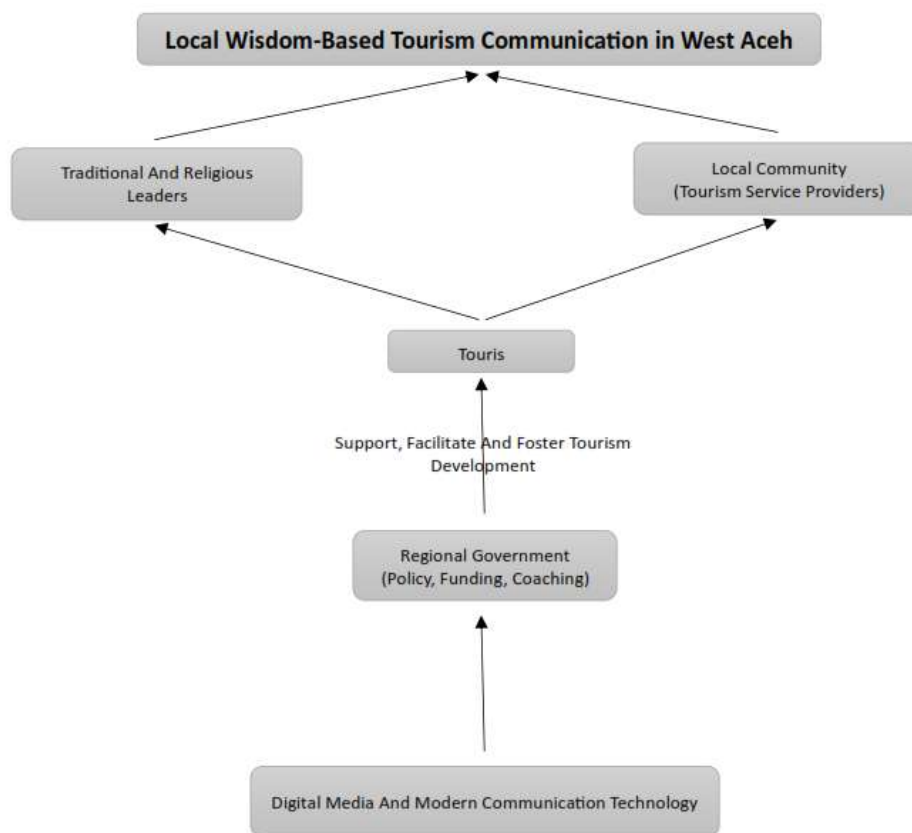 Local Wisdom-Based Tourism Communication in West Aceh
Traditional And Religious
Leaders
Local Community
(Tourism Service Providers)
Touris
Support, Facilitate And Foster Tourism
Development
Regional Government
(Policy, Funding, Coaching)
Digital Media And Modern Communication Technology